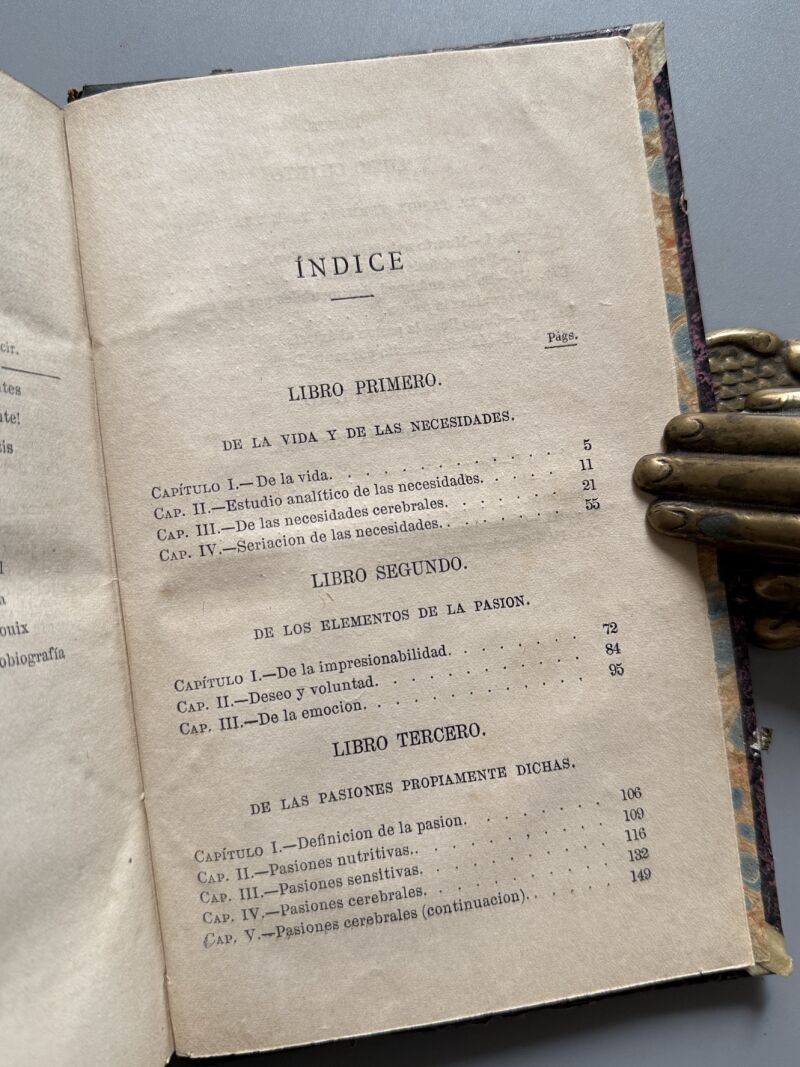 cir.
ouix
obiografía
ÍNDICE
Págs.
LIBRO PRIMERO.
DE LA VIDA Y DE LAS NECESIDADES.
CAPÍTULO I.—De la vida. . . . . . . . . . . . . 5
CAP. II.—Estudio analítico de las necesidades. . . . . . 11
CAP. III.—De las necesidades cerebrales. . . . . . . 21
CAP. IV.—Seriacion de las necesidades. . . . . . . . 55
LIBRO SEGUNDO.
DE LOS ELEMENTOS DE LA PASION.
CAPÍTULO I.—De la impresionabilidad. . . . . . . . 72
CAP. II.—Deseo y voluntad. . . . . . . . . . . . 84
CAP. III.—De la emocion. . . . . . . . . . . . . 95
LIBRO TERCERO.
DE LAS PASIONES PROPIAMENTE DICHAS.
CAPÍTULO I.—Definicion de la pasion. . . . . . . . 106
CAP. II.—Pasiones nutritivas. . . . . . . . . . . 109
CAP. III.—Pasiones sensitivas. . . . . . . . . . . 116
CAP. IV.—Pasiones cerebrales. . . . . . . . . . . 132
CAP. V.—Pasiones cerebrales (continuacion). . . . . . 149